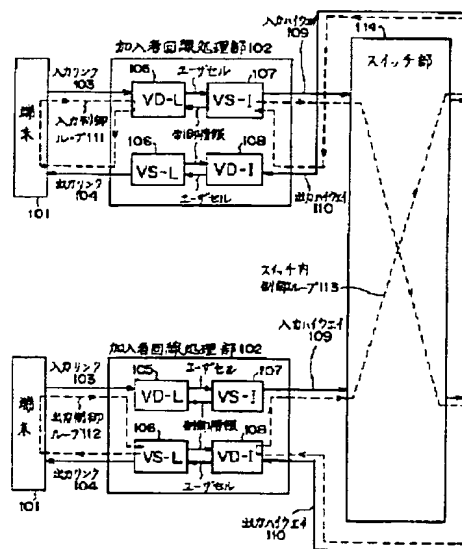 加入者回線処理部102
入力ハイウェイ
109
114
スイッチ部
入力リンク
103
105
ユーザセル
107
VD-L
VS-I
入力制御
ループ111
端末
106
制御情報
108
VS-L
VD-I
出力リンク
104
ユーザセル
出力ハイウェイ
110
101
スイッチ内
制御ループ113
入力ハイウェイ
109
加入者回線処理部102
入力リンク
103
105
ユーザセル
107
VD-L
VS-I
端末
出力制御
ループ112
106
制御情報
108
VS-L
VD-I
出力リンク
104
ユーザセル
101
出力ハイウェイ
110